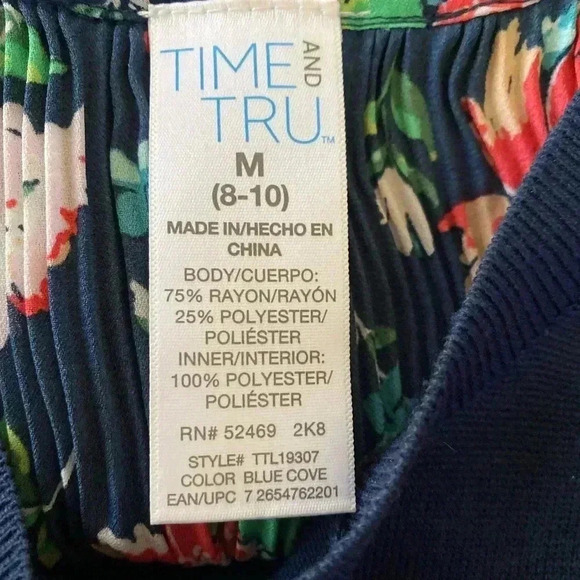 TIME AND
TRU™
M
(8-10)
MADE IN/HECHO EN
CHINA
BODY/CUERPO:
75% RAYON/RAYÓN
25% POLYESTER/
POLIÉSTER
INNER/INTERIOR:
100% POLYESTER/
POLIÉSTER
RN# 52469 2K8
STYLE# TTL19307
COLOR BLUE COVE
EAN/UPC 7 2654762201